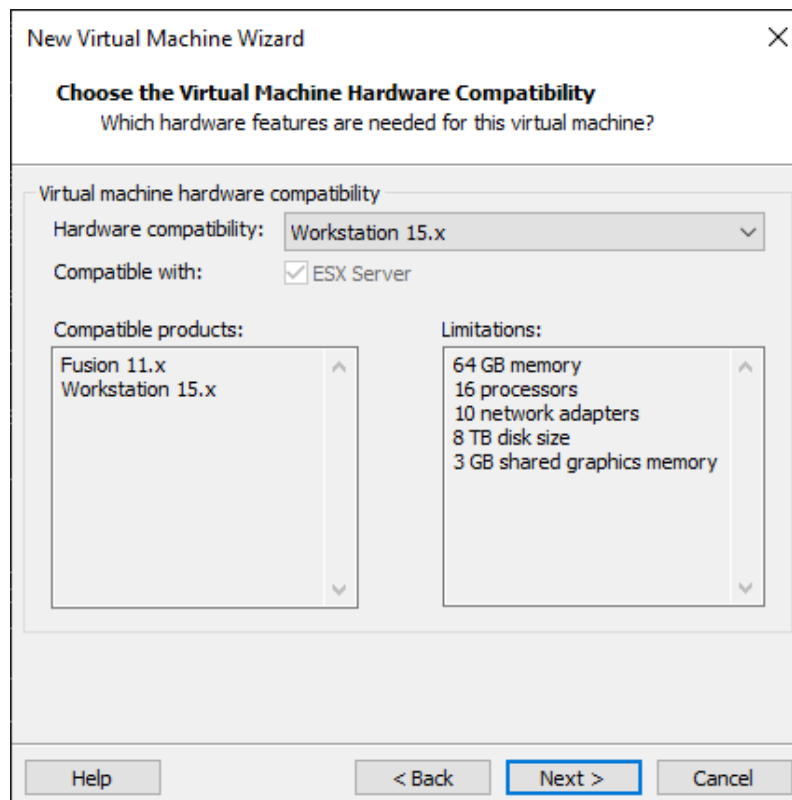 New Virtual Machine Wizard
Choose the Virtual Machine Hardware Compatibility
Which hardware features are needed for this virtual machine?
Virtual machine hardware compatibility
Hardware compatibility: Workstation 15.x
Compatible with: ESX Server
Compatible products:
Fusion 11.x
Workstation 15.x
Limitations:
64 GB memory
16 processors
10 network adapters
8 TB disk size
3 GB shared graphics memory
Help < Back Next > Cancel